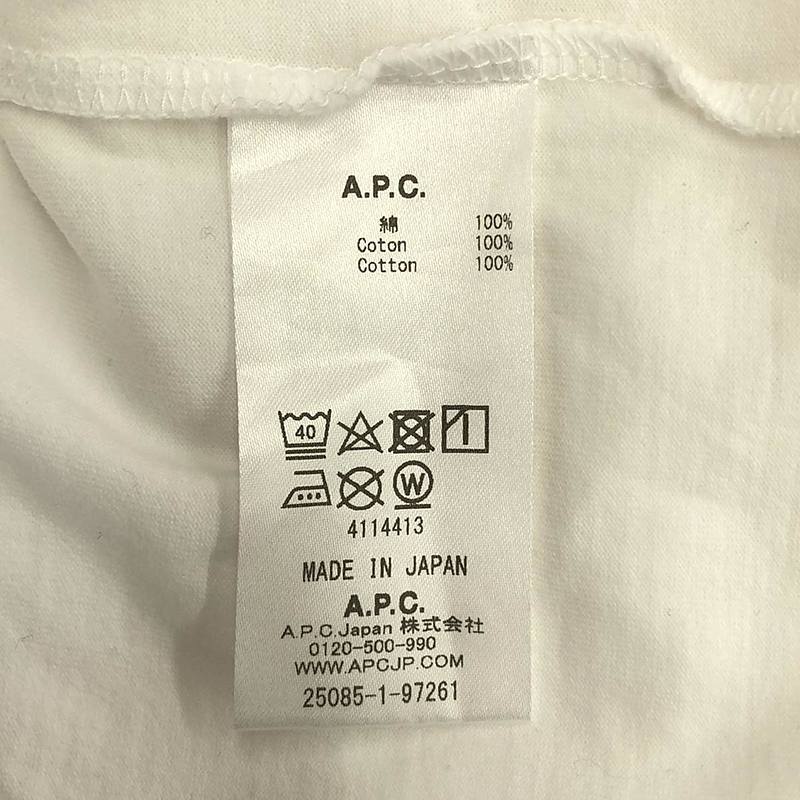 A.P.C.
綿 100%
Coton 100%
Cotton 100%
40
W
4114413
MADE IN JAPAN
A.P.C.
A.P.C.Japan 株式会社
0120-500-990
WWW.APCJP.COM
25085-1-97261